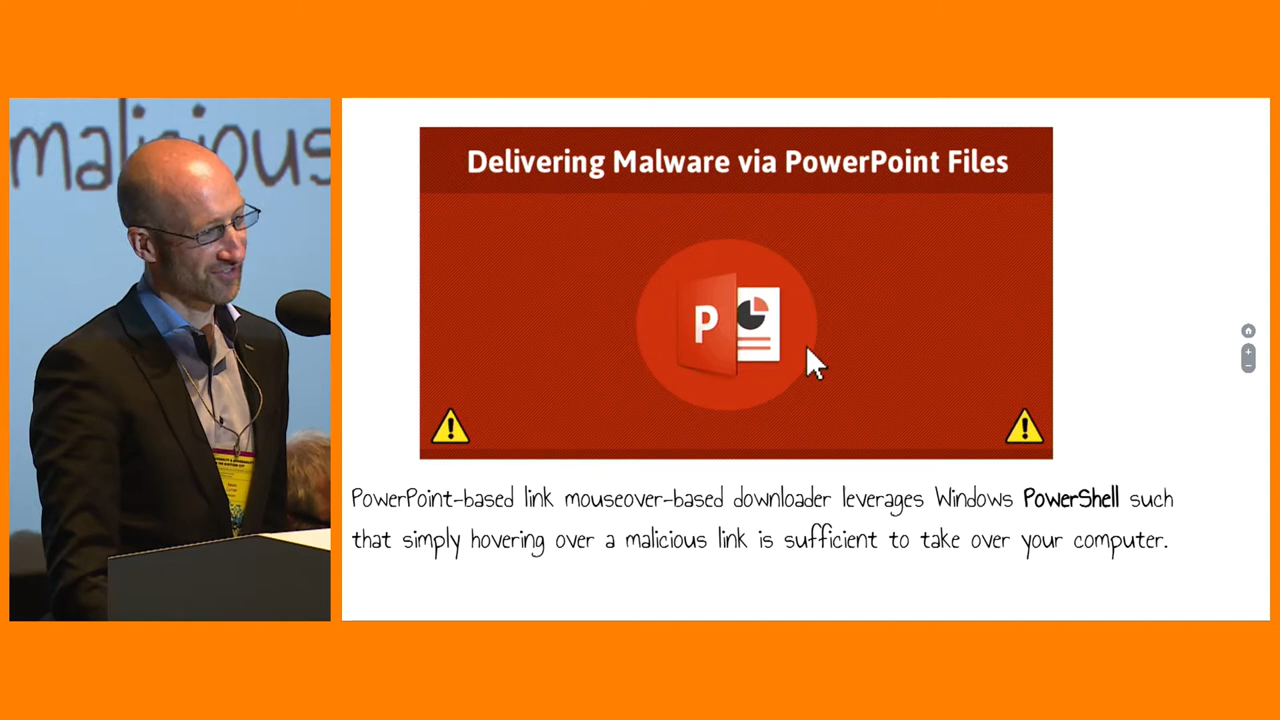 malicious
Delivering Malware via PowerPoint Files
P
PowerPoint-based link mouseover-based downloader leverages Windows PowerShell such
that simply hovering over a malicious link is sufficient to take over your computer.